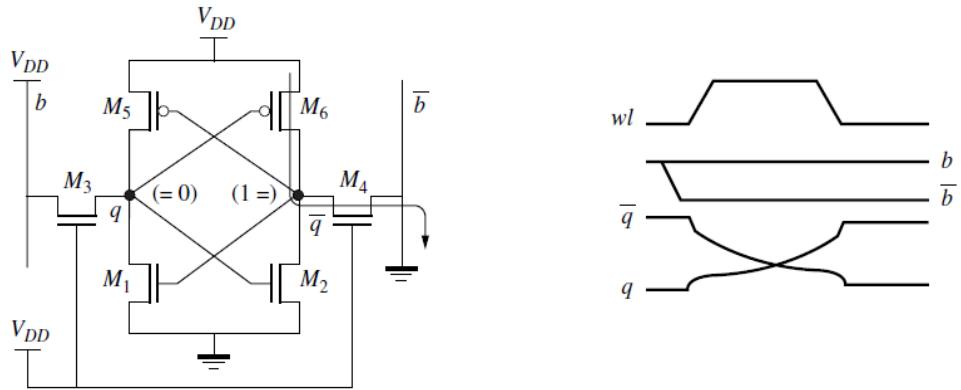 V_DD
V_DD
b
M_5
M_6
b̅
M_3
(= 0)
(1 =)
M_4
q
q̅
M_1
M_2
V_DD
wl
b
b̅
q̅
q